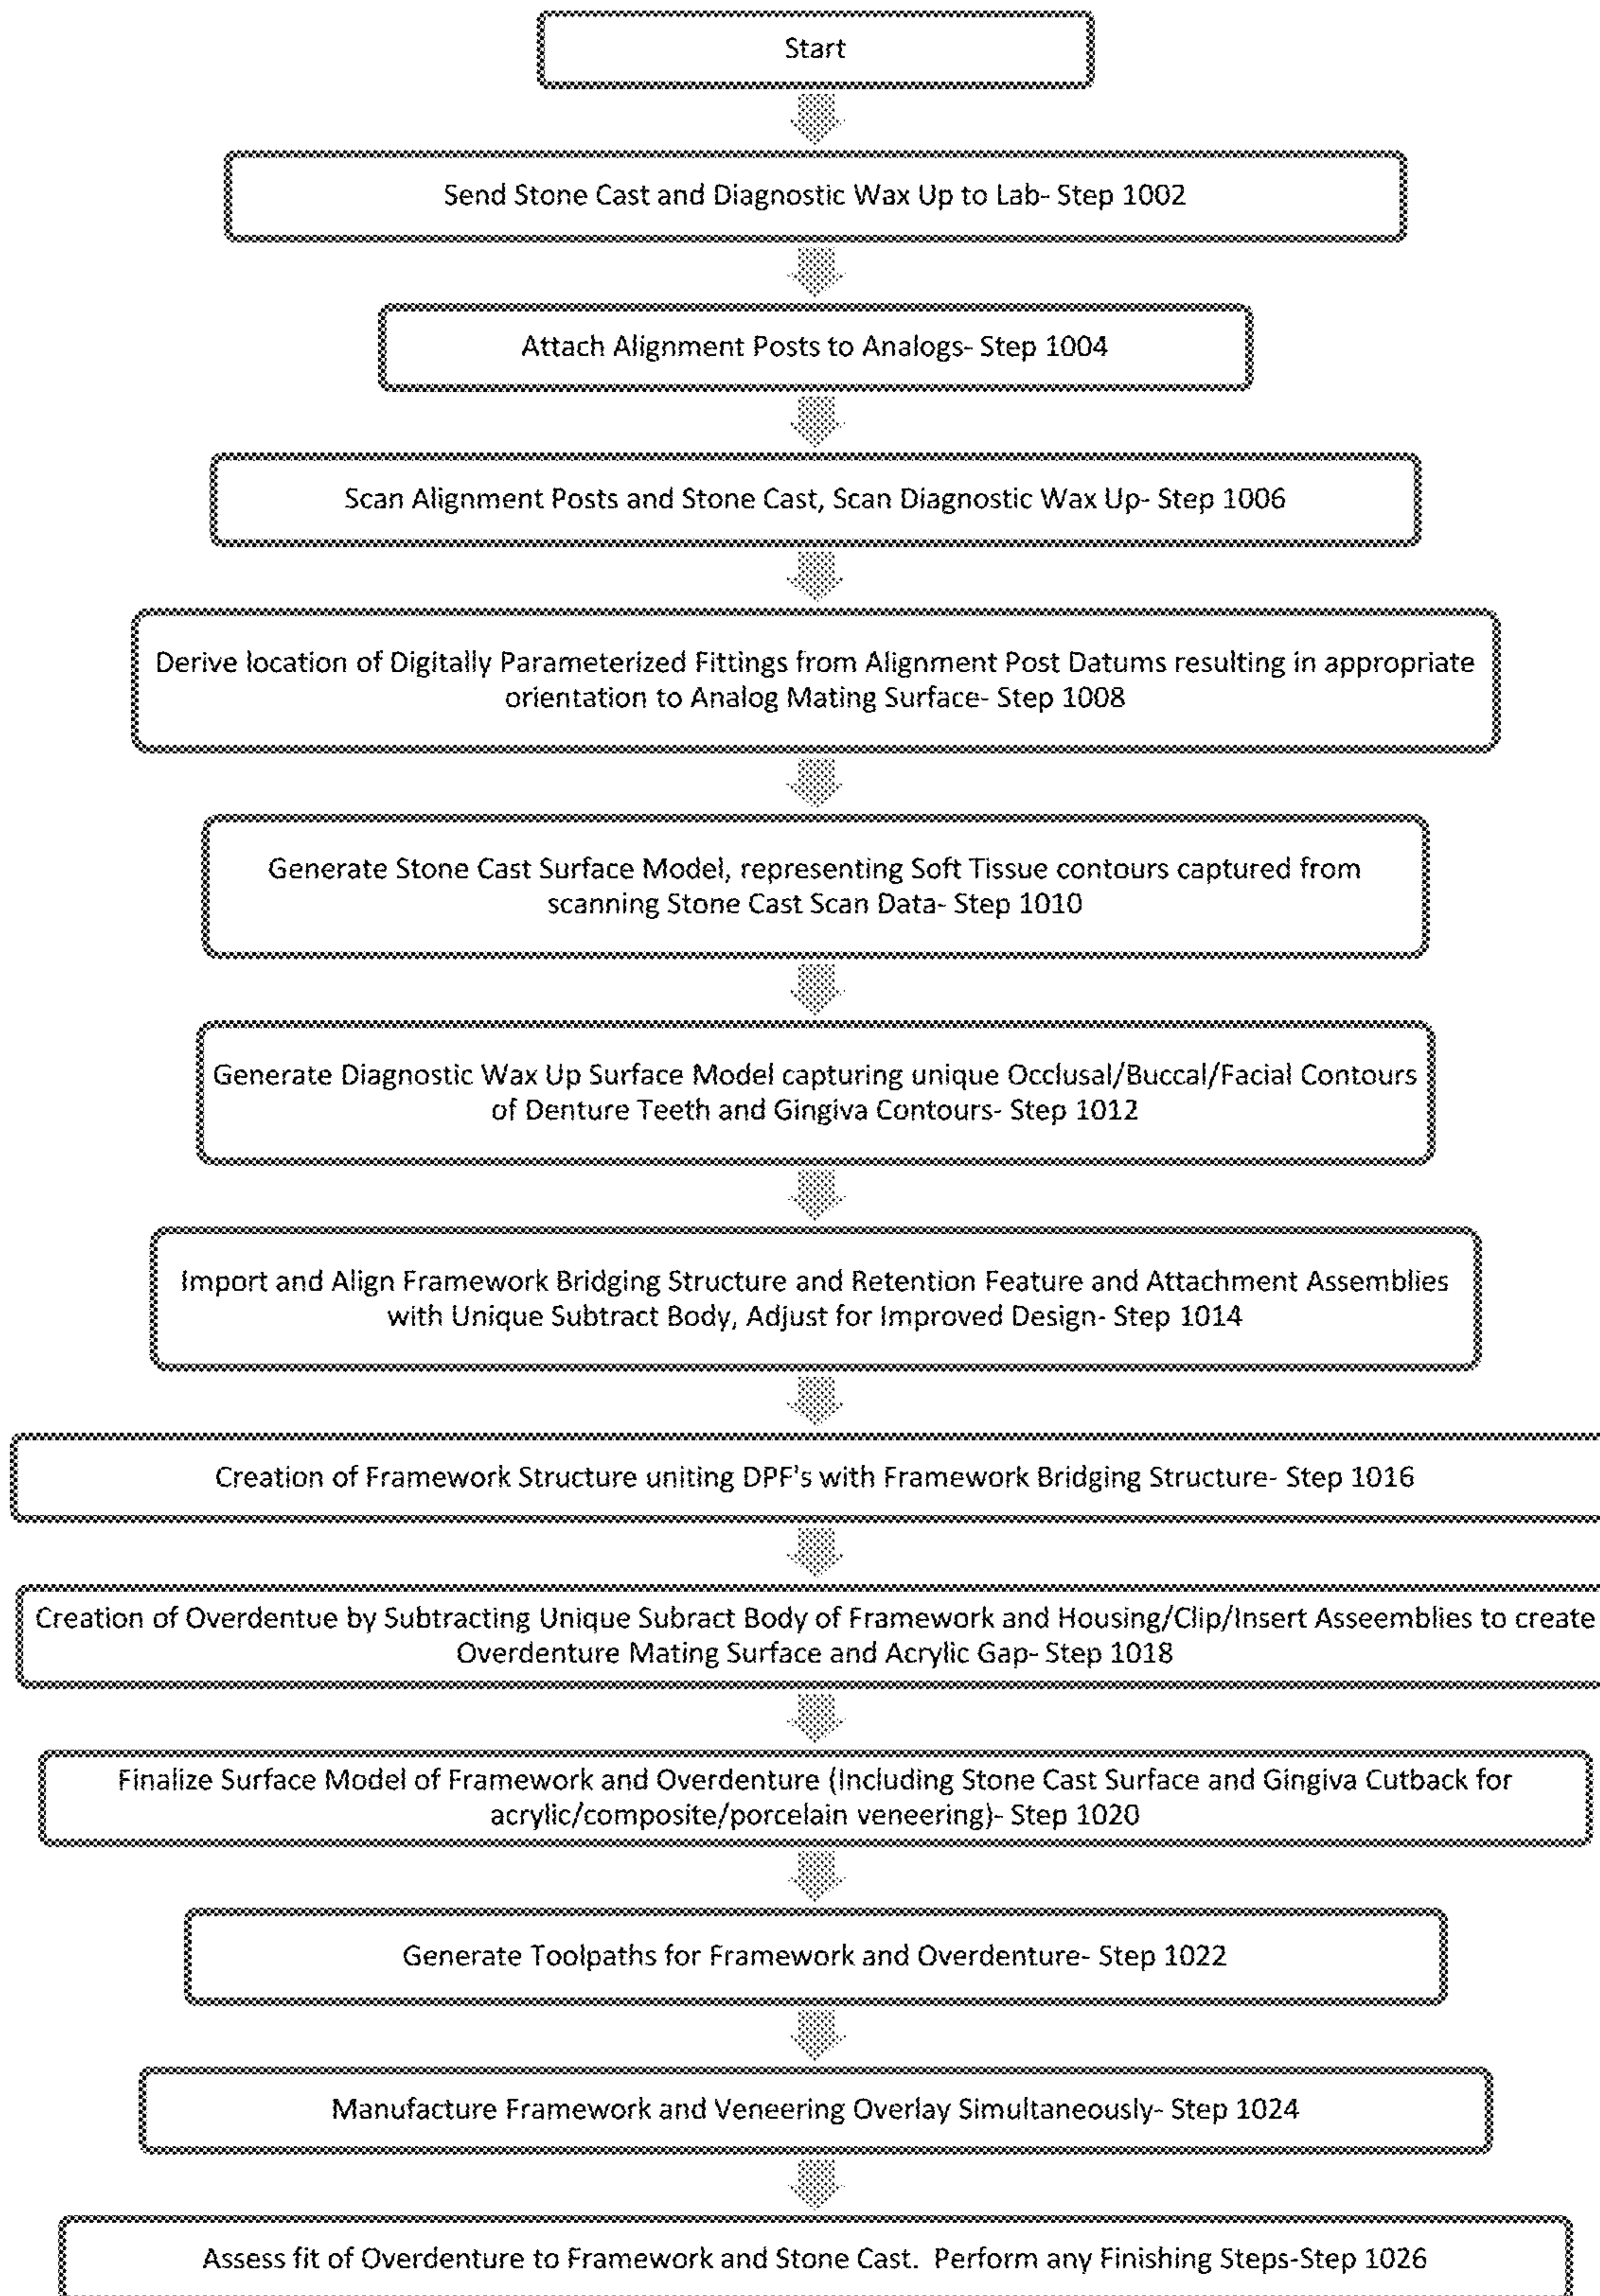 Start
Send Stone Cast and Diagnostic Wax Up to Lab- Step 1002
Attach Alignment Posts to Analogs- Step 1004
Scan Alignment Posts and Stone Cast, Scan Diagnostic Wax Up- Step 1006
Derive location of Digitally Parameterized Fittings from Alignment Post Datums resulting in appropriate
orientation to Analog Mating Surface- Step 1008
Generate Stone Cast Surface Model, representing Soft Tissue contours captured from
scanning Stone Cast Scan Data- Step 1010
Generate Diagnostic Wax Up Surface Model capturing unique Occlusal/Buccal/Facial Contours
of Denture Teeth and Gingiva Contours- Step 1012
Import and Align Framework Bridging Structure and Retention Feature and Attachment Assemblies
with Unique Subtract Body, Adjust for Improved Design- Step 1014
Creation of Framework Structure uniting DPF's with Framework Bridging Structure- Step 1016
Creation of Overdentue by Subtracting Unique Subract Body of Framework and Housing/Clip/Insert Asseemblies to create
Overdenture Mating Surface and Acrylic Gap- Step 1018
Finalize Surface Model of Framework and Overdenture (Including Stone Cast Surface and Gingiva Cutback for
acrylic/composite/porcelain veneering)- Step 1020
Generate Toolpaths for Framework and Overdenture- Step 1022
Manufacture Framework and Veneering Overlay Simultaneously- Step 1024
Assess fit of Overdenture to Framework and Stone Cast.  Perform any Finishing Steps-Step 1026